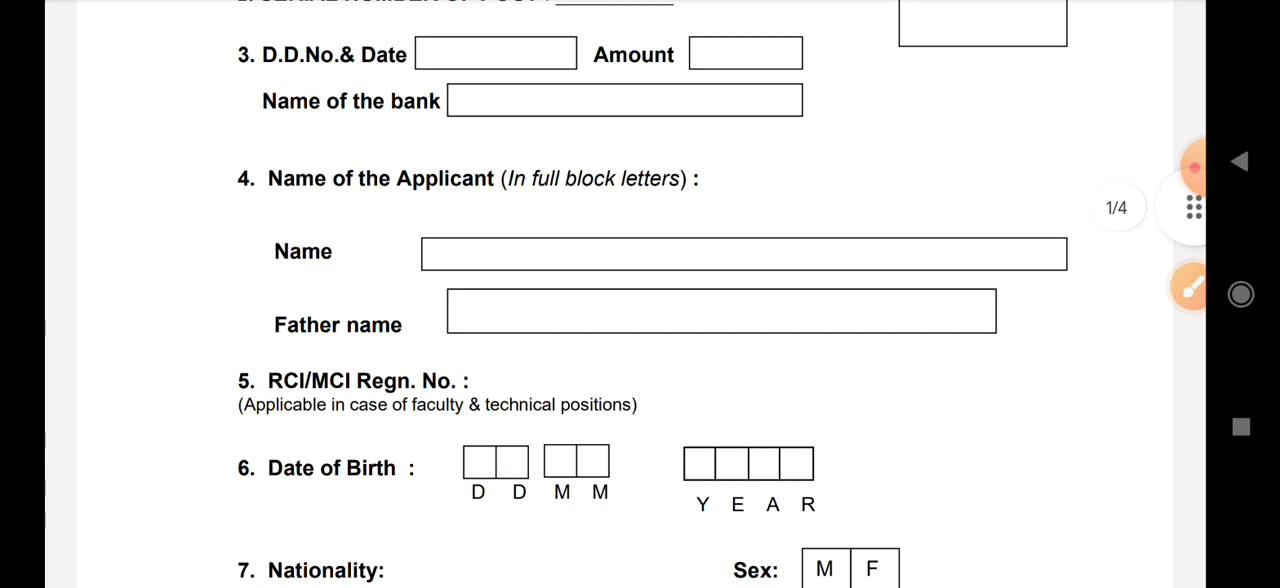 3. D.D.No.& Date Amount
Name of the bank
4. Name of the Applicant (In full block letters) :
1/4
Name
Father name
5. RCI/MCI Regn. No. :
(Applicable in case of faculty & technical positions)
6. Date of Birth :
D D M M
Y E A R
7. Nationality: Sex: M F